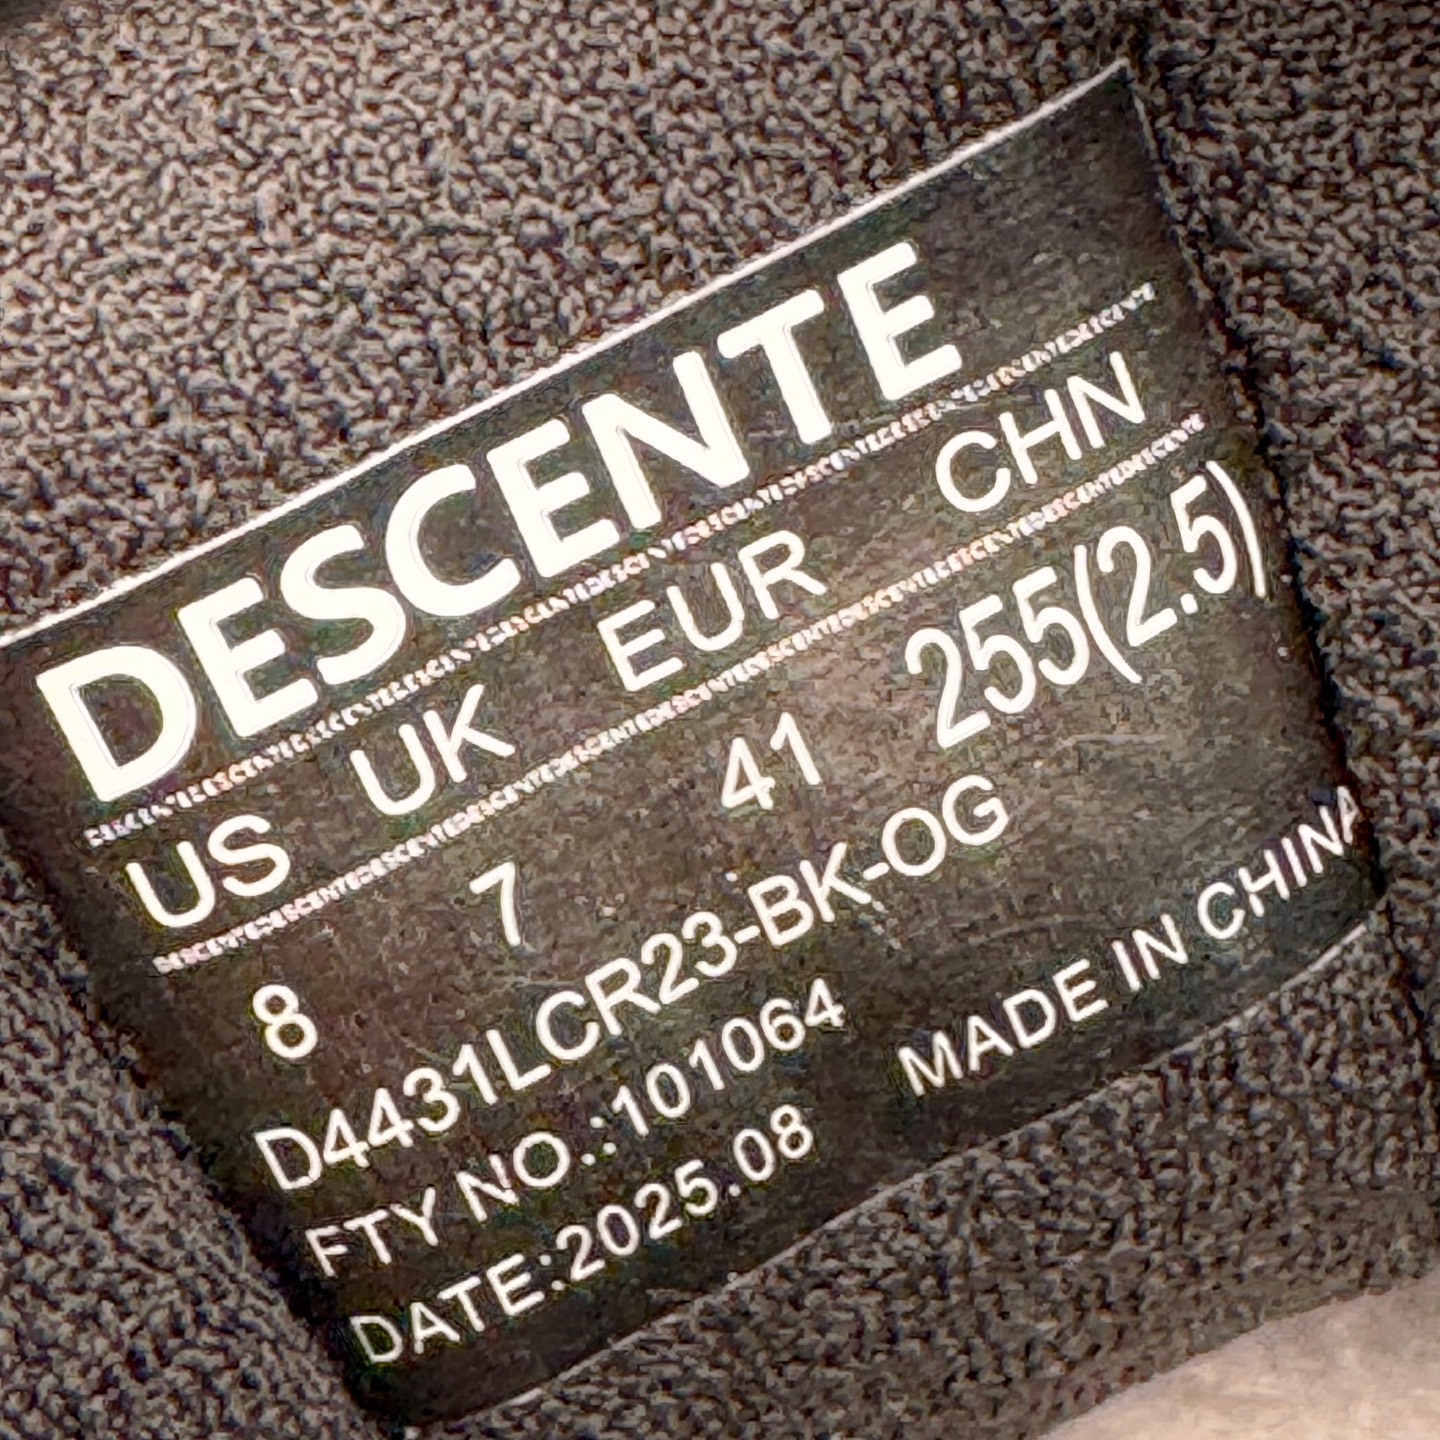 DESCENTE
US UK EUR CHN
8 7 41 255(2.5)
D4431LCR23-BK-OG
FTY NO.:101064
DATE:2025.08 MADE IN CHINA